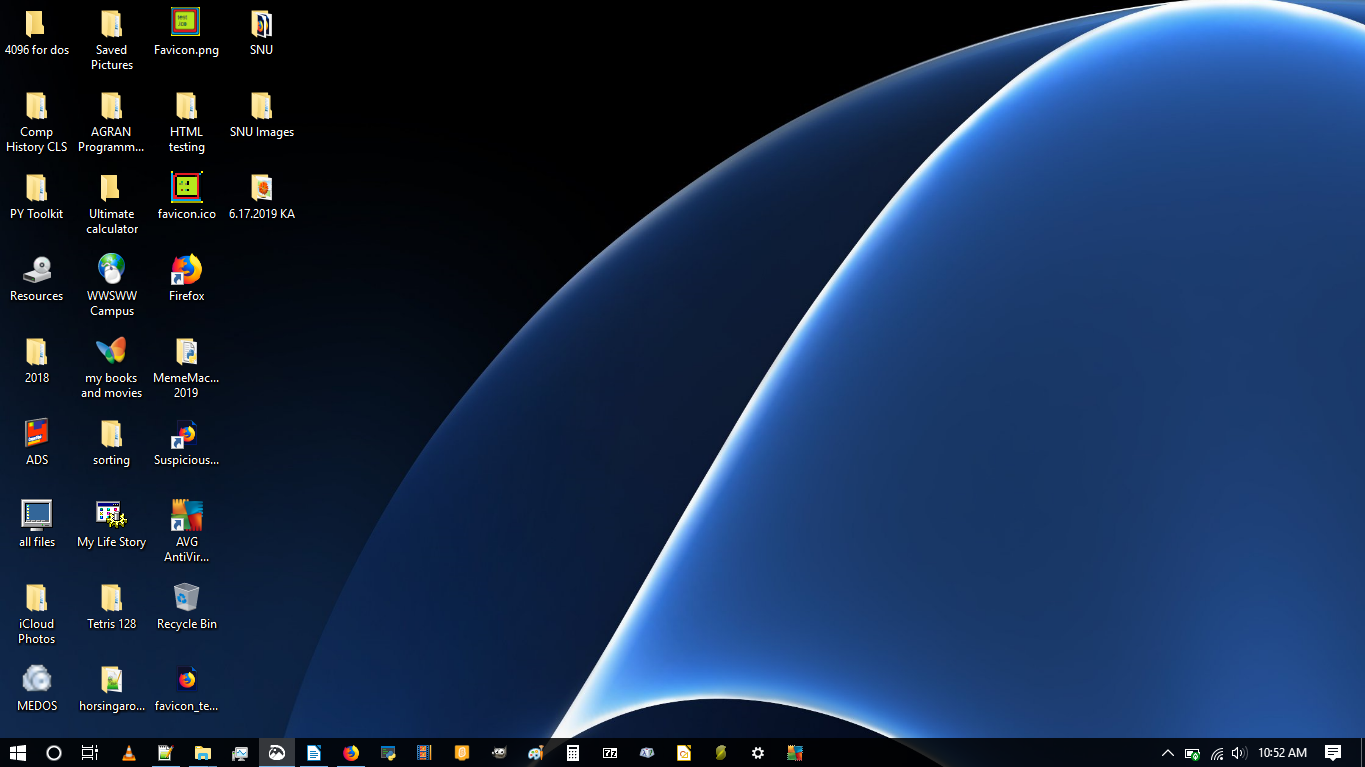 4096 for dos
Saved
Pictures
Favicon.png
SNU
Comp
History CLS
AGRAN
Programm...
HTML
testing
SNU Images
PY Toolkit
Ultimate
calculator
favicon.ico
6.17.2019 KA
Resources
WWSWW
Campus
Firefox
2018
my books
and movies
MemeMac...
2019
ADS
sorting
Suspicious...
all files
My Life Story
AVG
AntiVir...
iCloud
Photos
Tetris 128
Recycle Bin
MEDOS
horsingaro...
favicon_te...
10:52 AM